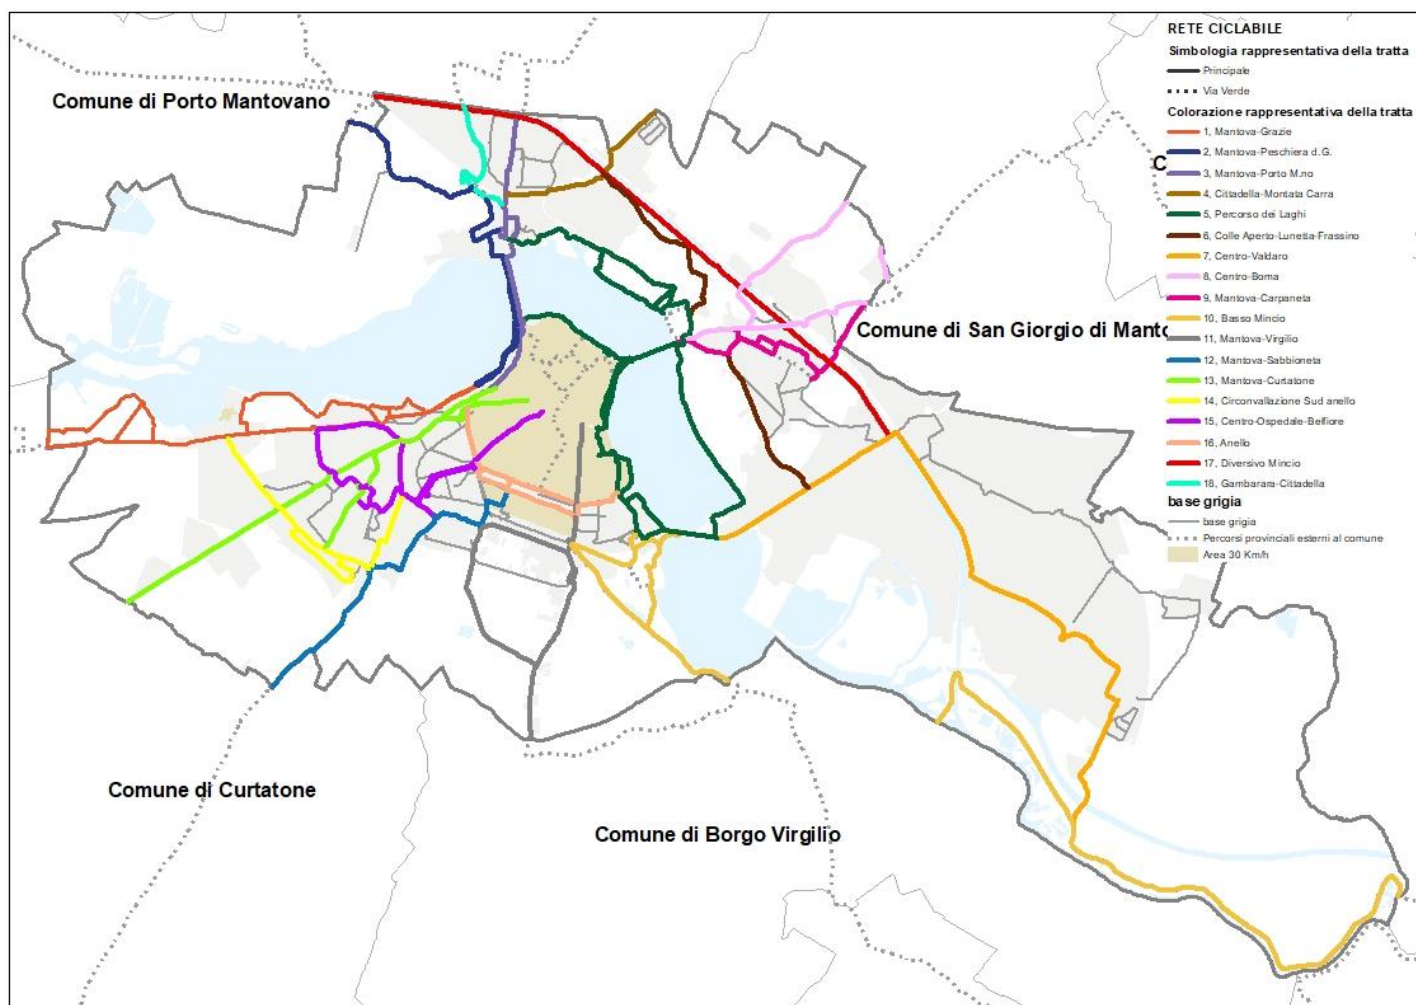 RETE CICLABILE
Simbologia rappresentativa della tratta
Principale
Via Verde
Colorazione rappresentativa della tratta
1, Mantova-Grazie
2, Mantova-Peschiera d.G.
3, Mantova-Porto M.no
4, Cittadella-Montata Carra
5, Percorso dei Laghi
6, Colle Aperto-Lunetta-Frassino
7, Centro-Valdaro
8, Centro-Boma
9, Mantova-Carpaneta
10, Basso Mincio
11, Mantova-Virgilio
12, Mantova-Sabbioneta
13, Mantova-Curtatone
14, Circonvallazione Sud anello
15, Centro-Ospedale-Belfiore
16, Anello
17, Diversivo Mincio
18, Gambarara-Cittadella
base grigia
base grigia
Percorsi provinciali esterni al comune
Area 30 Km/h
Comune di Porto Mantovano
C
Comune di San Giorgio di Manto
Comune di Curtatone
Comune di Borgo Virgilio